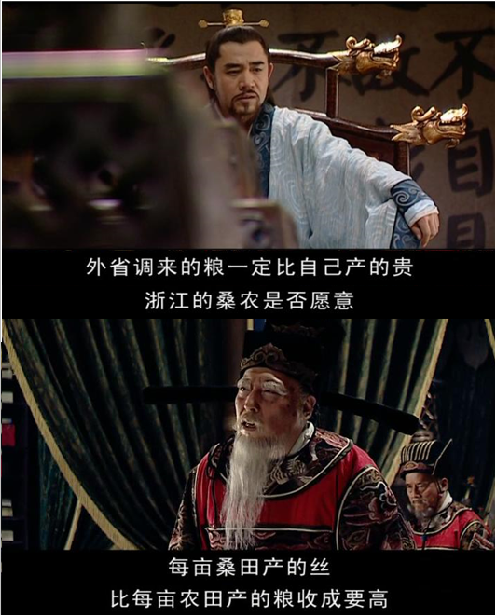 外省调来的粮一定比自己产的贵
浙江的桑农是否愿意
每亩桑田产的丝
比每亩农田产的粮收成要高